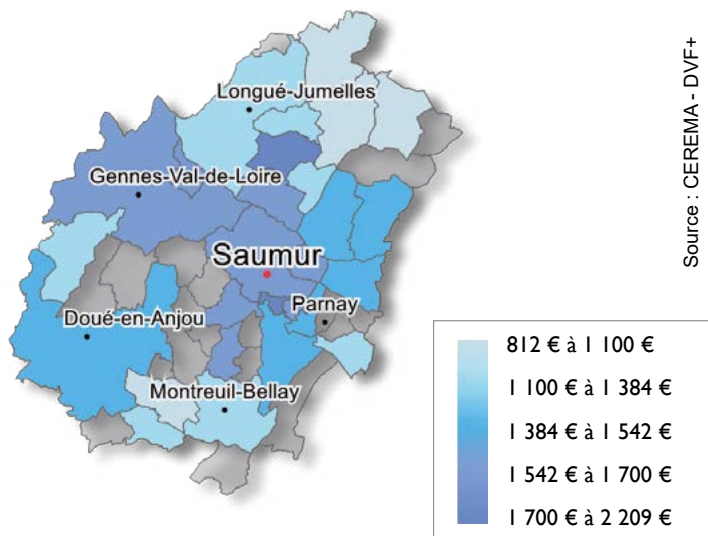 Longué-Jumelles
Gennes-Val-de-Loire
Saumur
Parnay
Doué-en-Anjou
Montreuil-Bellay
Source : CEREMA - DVF+
812 € à 1 100 €
1 100 € à 1 384 €
1 384 € à 1 542 €
1 542 € à 1 700 €
1 700 € à 2 209 €